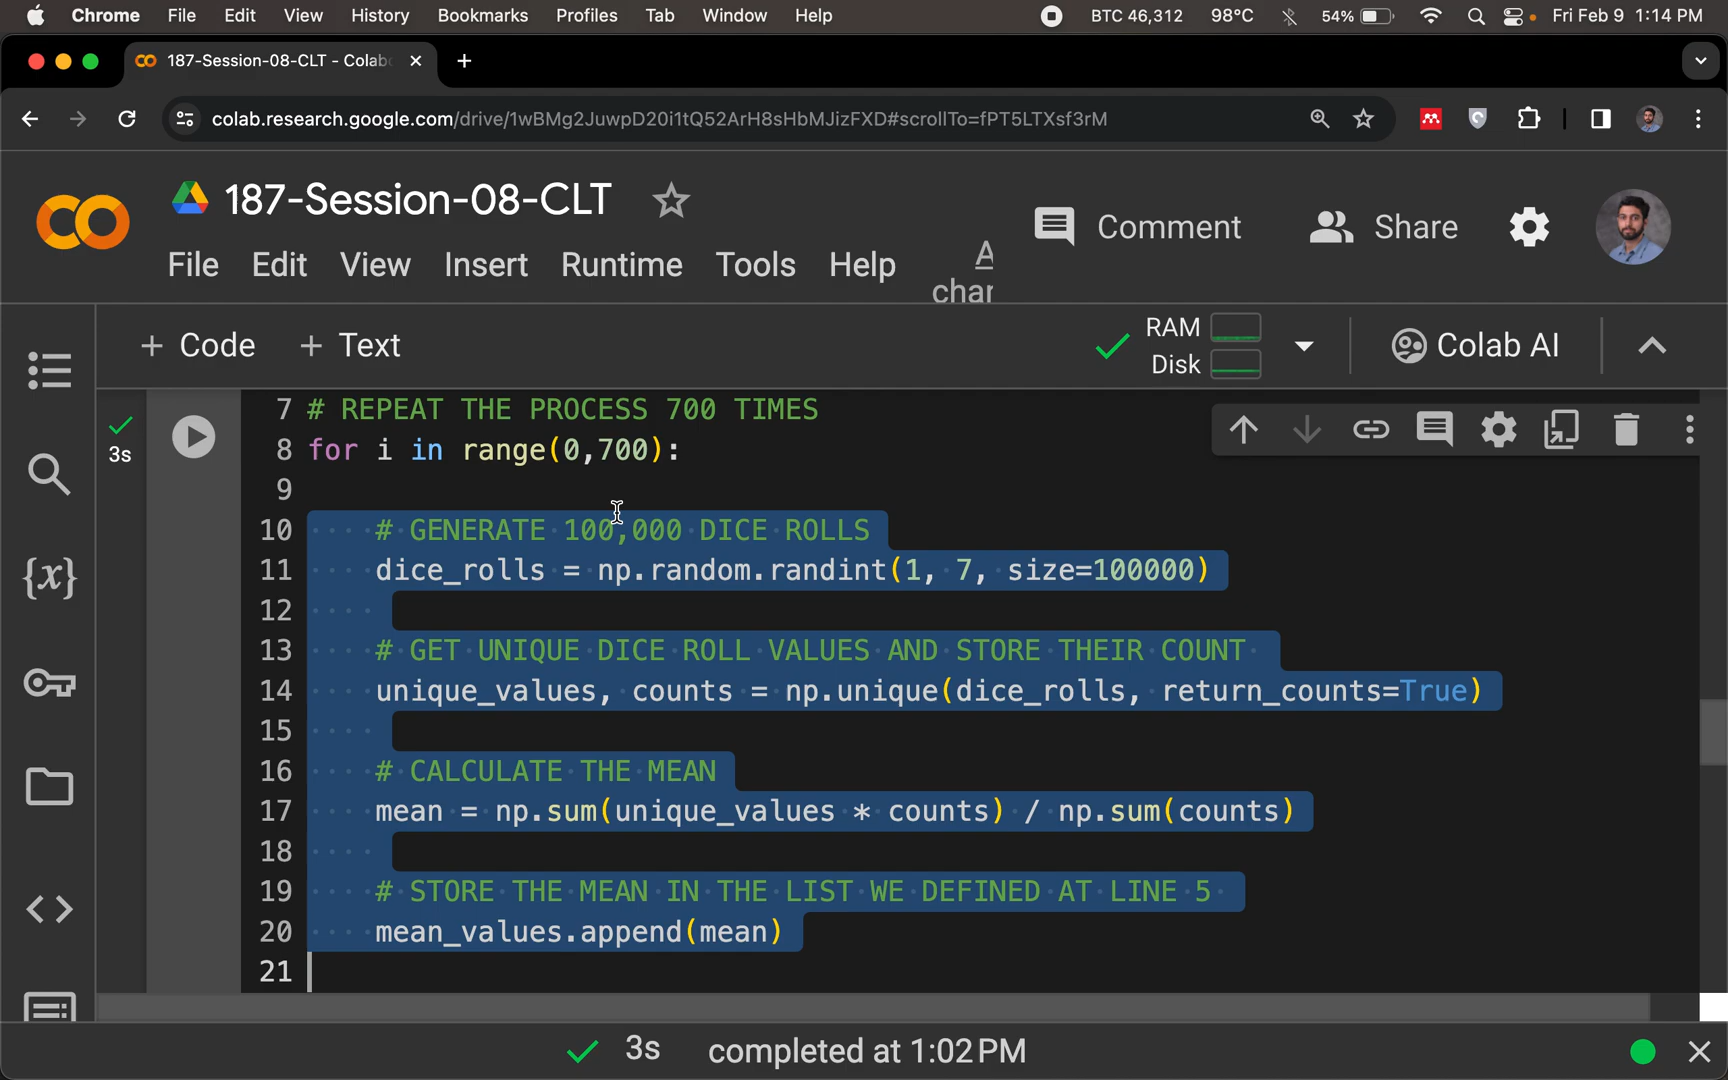 Chrome File Edit View History Bookmarks Profiles Tab Window Help BTC 46,312 98°C 54% Fri Feb 9 1:14 PM
187-Session-08-CLT - Colab
colab.research.google.com/drive/1wBMg2JuwpD20i1tQ52ArH8sHbMJizFXD#scrollTo=fPT5LTXsf3rM
187-Session-08-CLT
Comment Share
File Edit View Insert Runtime Tools Help A
char
+ Code + Text RAM Disk Colab AI
3s
7 # REPEAT THE PROCESS 700 TIMES
8 for i in range(0,700):
9
10 # GENERATE 100,000 DICE ROLLS
11 dice_rolls = np.random.randint(1, 7, size=100000)
12
13 # GET UNIQUE DICE ROLL VALUES AND STORE THEIR COUNT
14 unique_values, counts = np.unique(dice_rolls, return_counts=True)
15
16 # CALCULATE THE MEAN
17 mean = np.sum(unique_values * counts) / np.sum(counts)
18
19 # STORE THE MEAN IN THE LIST WE DEFINED AT LINE 5
20 mean_values.append(mean)
21
3s completed at 1:02 PM